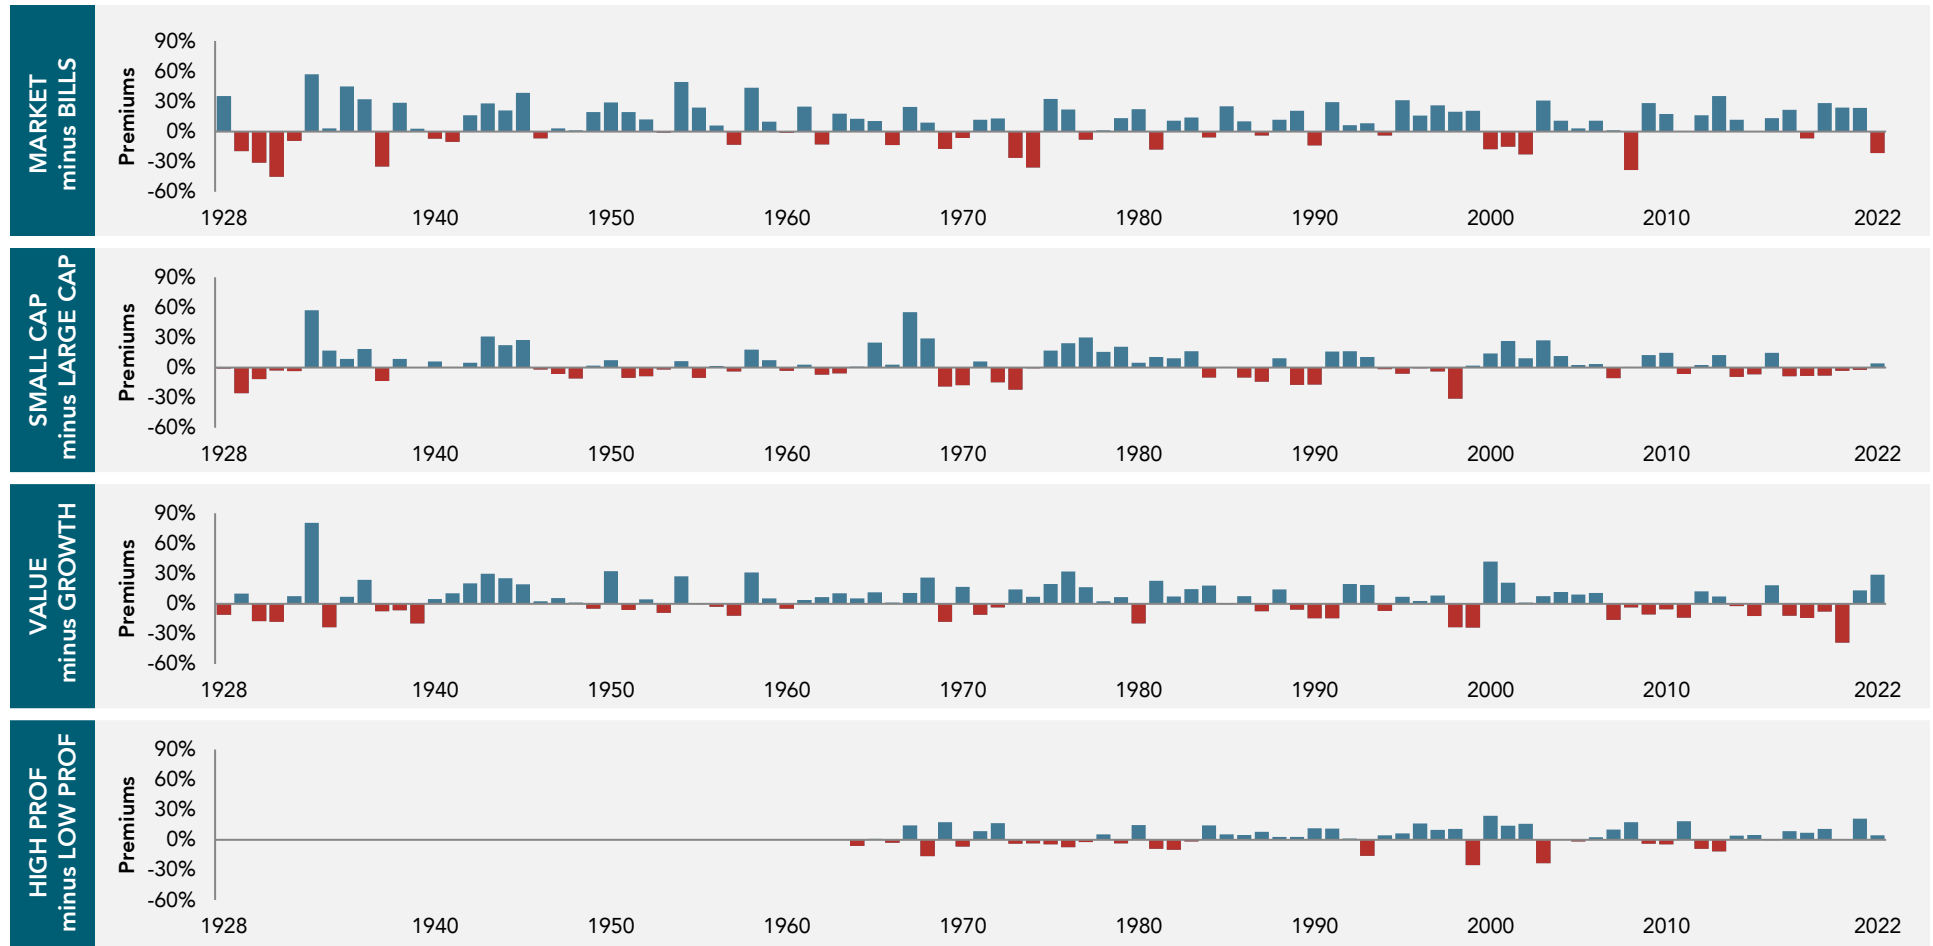 MARKET
minus BILLS
Premiums
90%
60%
30%
0%
-30%
-60%
1928 1940 1950 1960 1970 1980 1990 2000 2010 2022
SMALL CAP
minus LARGE CAP
Premiums
90%
60%
30%
0%
-30%
-60%
1928 1940 1950 1960 1970 1980 1990 2000 2010 2022
VALUE
minus GROWTH
Premiums
90%
60%
30%
0%
-30%
-60%
1928 1940 1950 1960 1970 1980 1990 2000 2010 2022
HIGH PROF
minus LOW PROF
Premiums
90%
60%
30%
0%
-30%
-60%
1928 1940 1950 1960 1970 1980 1990 2000 2010 2022